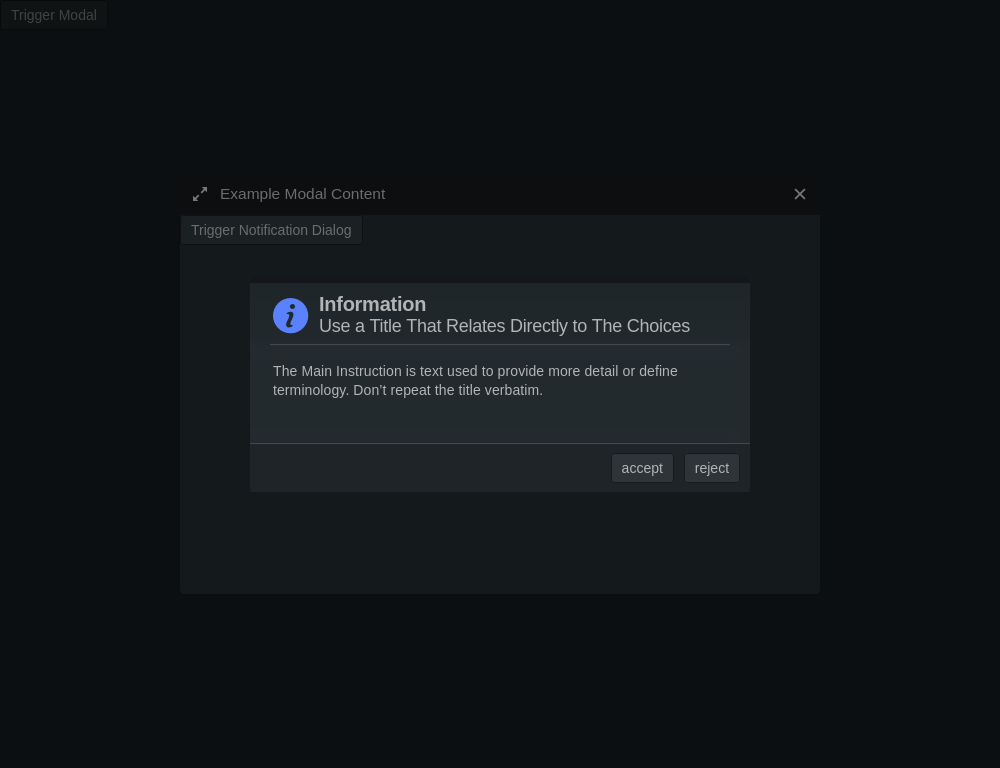 Trigger Modal
Example Modal Content
Trigger Notification Dialog
Information
Use a Title That Relates Directly to The Choices
The Main Instruction is text used to provide more detail or define
terminology. Don’t repeat the title verbatim.
accept
reject